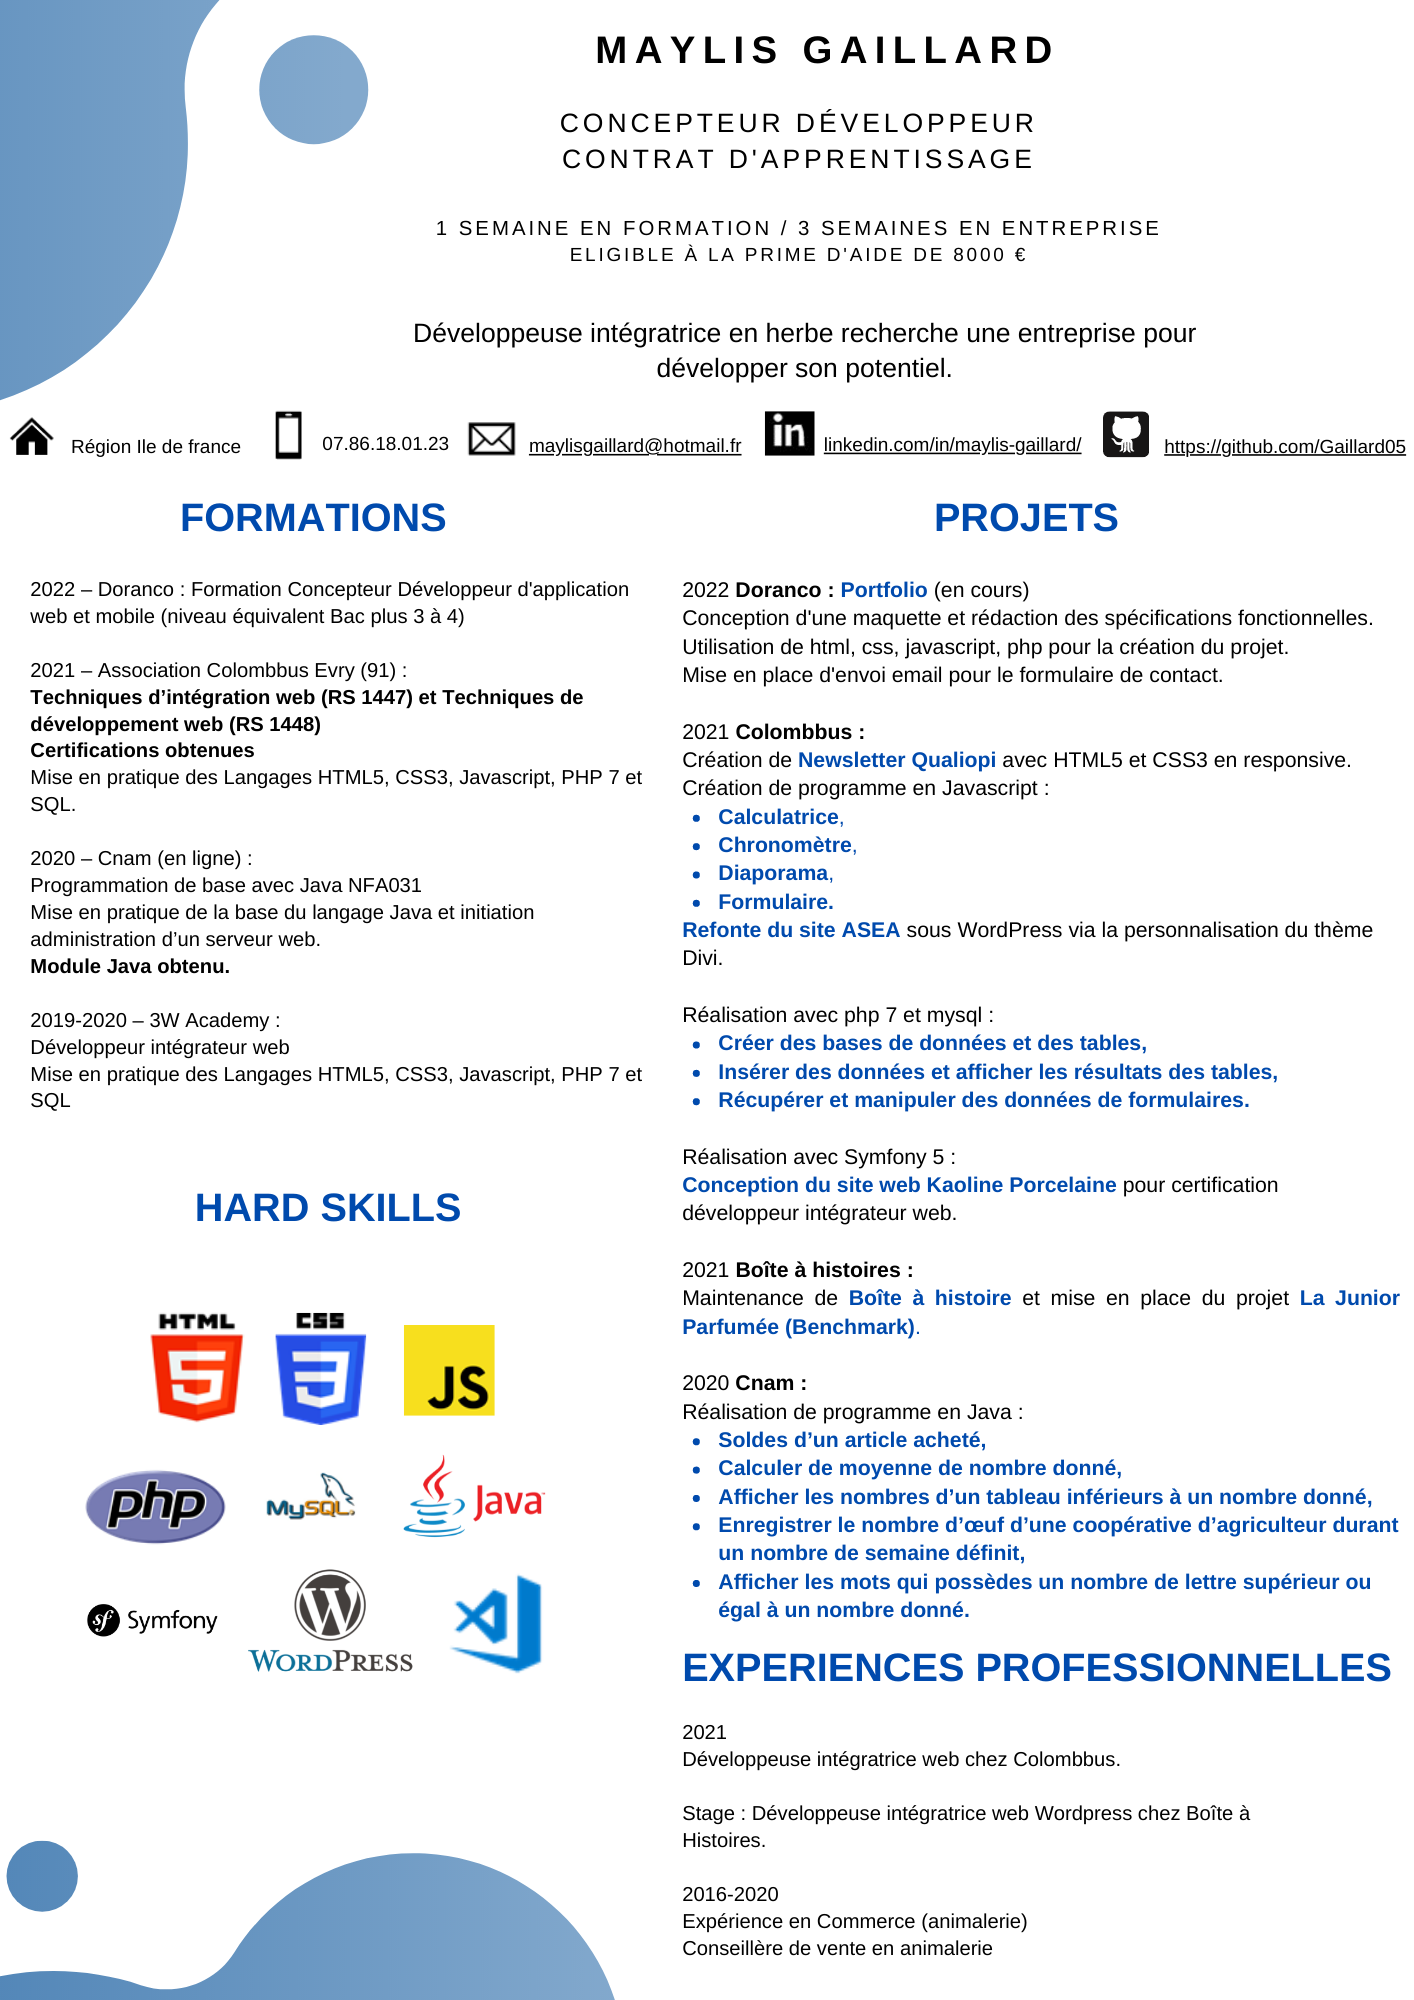 MAYLIS GAILLARD
CONCEPTEUR DÉVELOPPEUR
CONTRAT D'APPRENTISSAGE
1 SEMAINE EN FORMATION / 3 SEMAINES EN ENTREPRISE
ELIGIBLE À LA PRIME D'AIDE DE 8000 €
Développeuse intégratrice en herbe recherche une entreprise pour
développer son potentiel.
Région Ile de france
07.86.18.01.23
maylisgaillard@hotmail.fr
in
linkedin.com/in/maylis-gaillard/
https://github.com/Gaillard05
FORMATIONS
2022 – Doranco : Formation Concepteur Développeur d'application
web et mobile (niveau équivalent Bac plus 3 à 4)
2021 – Association Colombbus Evry (91) :
Techniques d’intégration web (RS 1447) et Techniques de
développement web (RS 1448)
Certifications obtenues
Mise en pratique des Langages HTML5, CSS3, Javascript, PHP 7 et
SQL.
2020 – Cnam (en ligne) :
Programmation de base avec Java NFA031
Mise en pratique de la base du langage Java et initiation
administration d’un serveur web.
Module Java obtenu.
2019-2020 – 3W Academy :
Développeur intégrateur web
Mise en pratique des Langages HTML5, CSS3, Javascript, PHP 7 et
SQL
HARD SKILLS
HTML
5
CSS
3
JS
php
MySQL
Java
sf Symfony
W
WORDPRESS
PROJETS
2022 Doranco : Portfolio (en cours)
Conception d'une maquette et rédaction des spécifications fonctionnelles.
Utilisation de html, css, javascript, php pour la création du projet.
Mise en place d'envoi email pour le formulaire de contact.
2021 Colombbus :
Création de Newsletter Qualiopi avec HTML5 et CSS3 en responsive.
Création de programme en Javascript :
• Calculatrice,
• Chronomètre,
• Diaporama,
• Formulaire.
Refonte du site ASEA sous WordPress via la personnalisation du thème
Divi.
Réalisation avec php 7 et mysql :
• Créer des bases de données et des tables,
• Insérer des données et afficher les résultats des tables,
• Récupérer et manipuler des données de formulaires.
Réalisation avec Symfony 5 :
Conception du site web Kaoline Porcelaine pour certification
développeur intégrateur web.
2021 Boîte à histoires :
Maintenance de Boîte à histoire et mise en place du projet La Junior
Parfumée (Benchmark).
2020 Cnam :
Réalisation de programme en Java :
• Soldes d’un article acheté,
• Calculer de moyenne de nombre donné,
• Afficher les nombres d’un tableau inférieurs à un nombre donné,
• Enregistrer le nombre d’œuf d’une coopérative d’agriculteur durant
un nombre de semaine définit,
• Afficher les mots qui possèdes un nombre de lettre supérieur ou
égal à un nombre donné.
EXPERIENCES PROFESSIONNELLES
2021
Développeuse intégratrice web chez Colombbus.
Stage : Développeuse intégratrice web Wordpress chez Boîte à
Histoires.
2016-2020
Expérience en Commerce (animalerie)
Conseillère de vente en animalerie